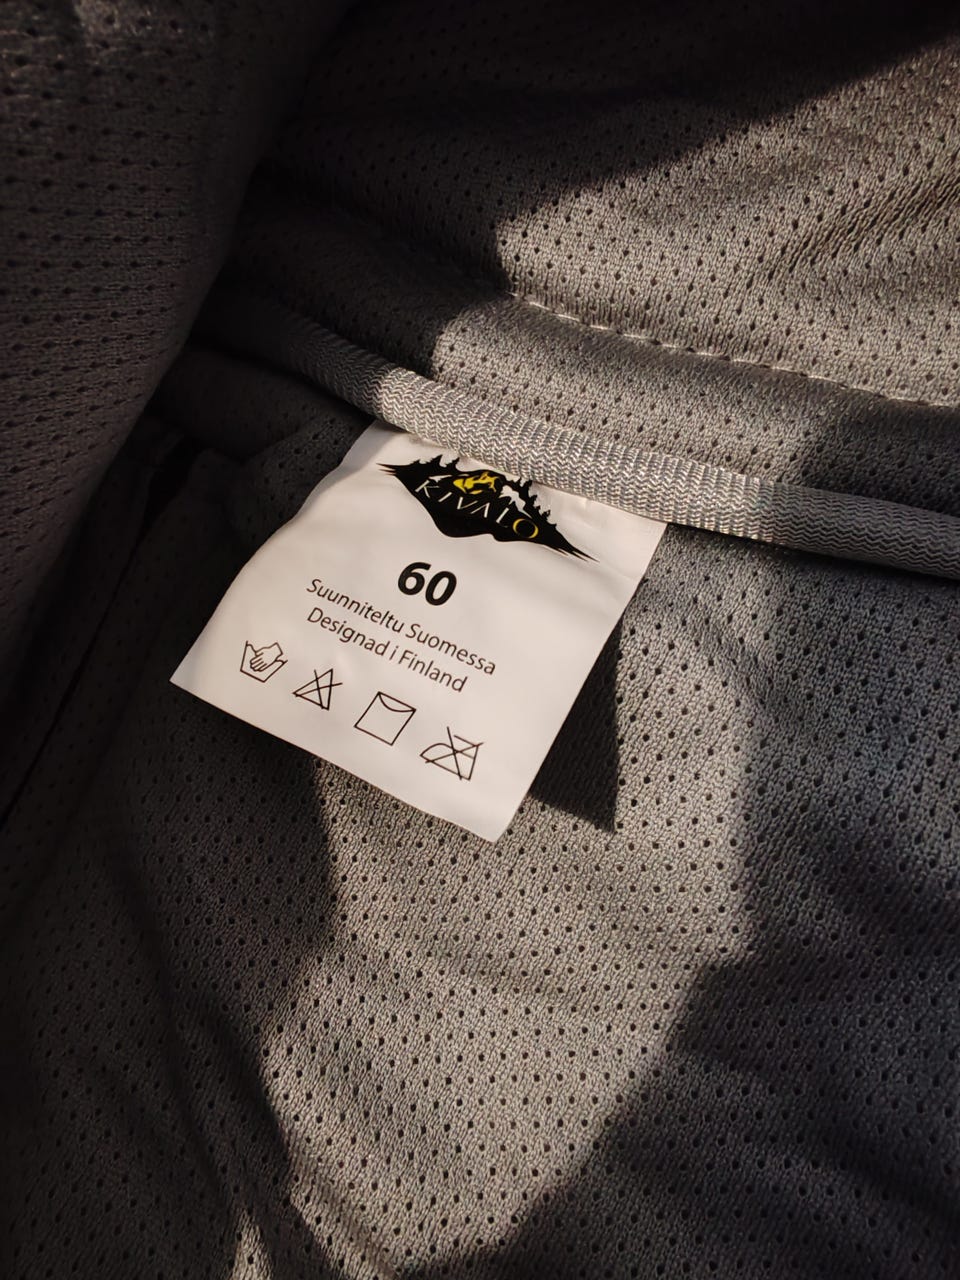 KIVALO
60
Suunniteltu Suomessa
Designad i Finland